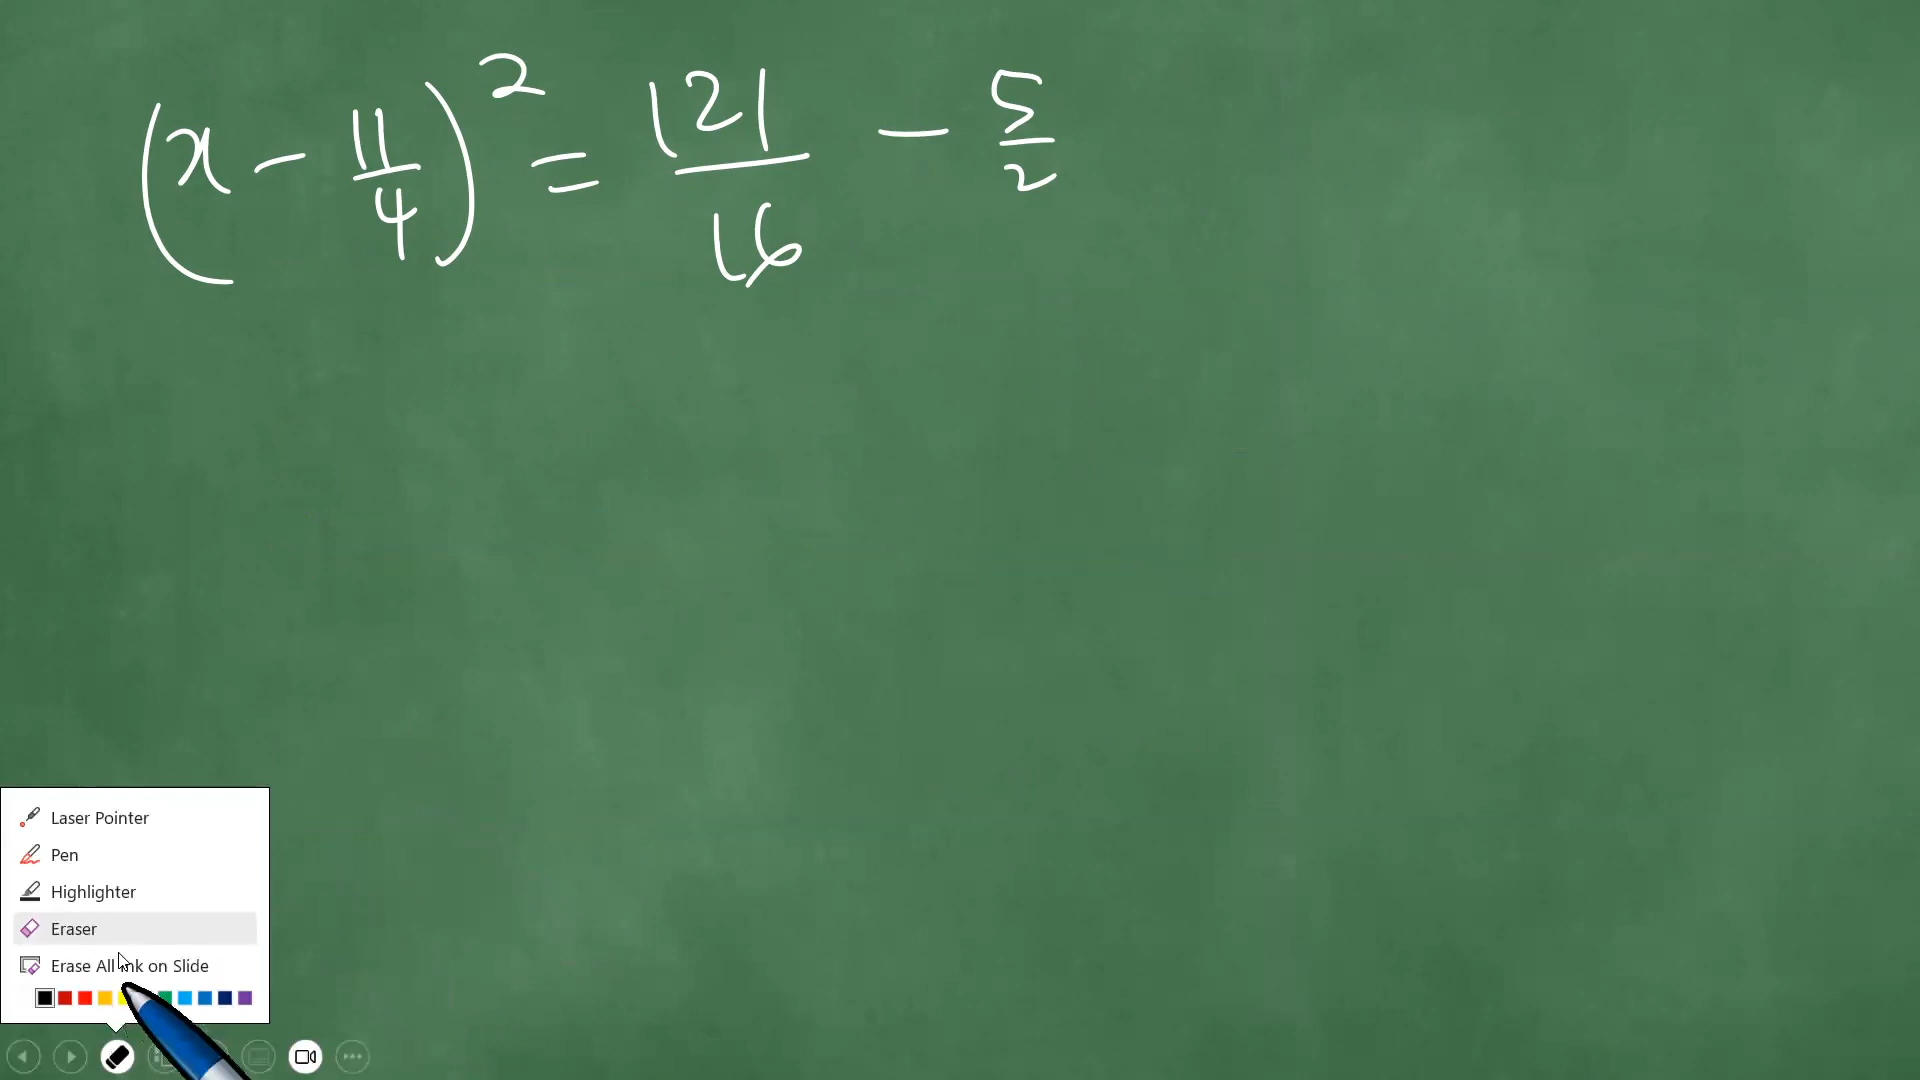 (x - 11/4)² = 121/16 - 5/2
Laser Pointer
Pen
Highlighter
Eraser
Erase All Ink on Slide